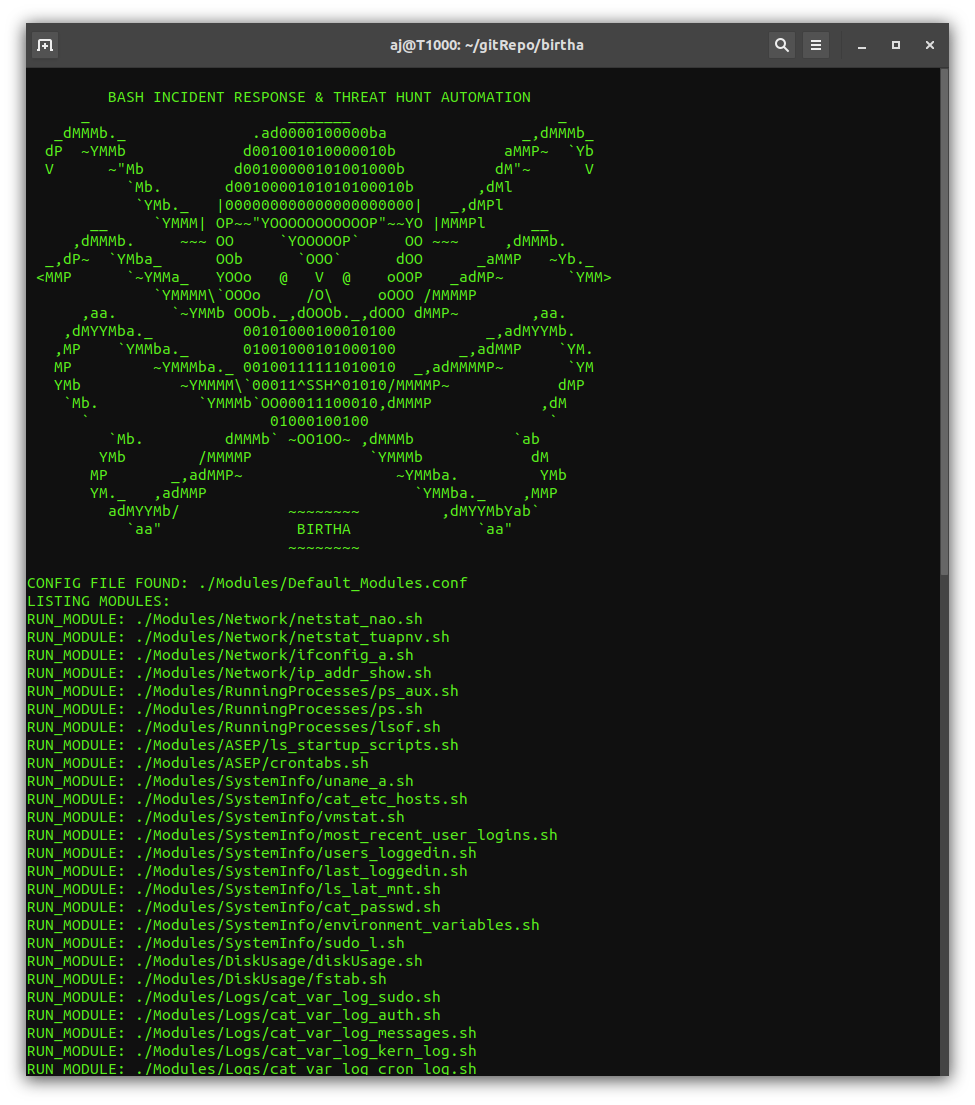 aj@T1000: ~/gitRepo/birtha
BASH INCIDENT RESPONSE & THREAT HUNT AUTOMATION
         _                      _______                       _
   _dMMMb._              .ad0000100000ba               _,dMMMb_
  dP  ~YMMb             d001001010000010b            aMMP~  `Yb
  V      ~"Mb          d00100000101001000b          dM"~      V
           `Mb.       d0010000101010100010b       ,dMl
            `YMb._   |000000000000000000000|   _,dMPl
       __     `YMMM| OP~~"YOOOOOOOOOOOP"~~YO |MMMPl     __
     ,dMMMb.     ~~~ OO     `YOOOOOP`     OO ~~~     ,dMMMb.
  _,dP~  `YMba_      OOb      `OOO`      dOO      _aMMP   ~Yb._
 <MMP      `~YMMa_   YOOo   @   V  @    oOOP   _adMP~       `YMM>
              `YMMMM\`OOOo     /O\     oOOO /MMMMP
      ,aa.      `~YMMb OOOb._,dOOOb._,dOOO dMMP~        ,aa.
    ,dMYYMba._          00101000100010100          _,adMYYMb.
   ,MP    `YMMba._      01001000101000100       _,adMMP    `YM.
   MP         ~YMMMba._ 00100111111010010  _,adMMMMP~       `YM
   YMb           ~YMMMM\`00011^SSH^01010/MMMMP~            dMP
    `Mb.           `YMMMb`OO00011100010,dMMMP            ,dM
      `                    01000100100                    `
         `Mb.         dMMMb` ~OO1OO~ ,dMMMb           `ab
        YMb        /MMMMP             `YMMMb            dM
       MP       _,adMMP~                 ~YMMba.         YMb
       YM._   ,adMMP                       `YMMba._    ,MMP
         adMYYMb/            ~~~~~~~~         ,dMYYMbYab`
           `aa"               BIRTHA              `aa"
                             ~~~~~~~~
CONFIG FILE FOUND: ./Modules/Default_Modules.conf
LISTING MODULES:
RUN_MODULE: ./Modules/Network/netstat_nao.sh
RUN_MODULE: ./Modules/Network/netstat_tuapnv.sh
RUN_MODULE: ./Modules/Network/ifconfig_a.sh
RUN_MODULE: ./Modules/Network/ip_addr_show.sh
RUN_MODULE: ./Modules/RunningProcesses/ps_aux.sh
RUN_MODULE: ./Modules/RunningProcesses/ps.sh
RUN_MODULE: ./Modules/RunningProcesses/lsof.sh
RUN_MODULE: ./Modules/ASEP/ls_startup_scripts.sh
RUN_MODULE: ./Modules/ASEP/crontabs.sh
RUN_MODULE: ./Modules/SystemInfo/uname_a.sh
RUN_MODULE: ./Modules/SystemInfo/cat_etc_hosts.sh
RUN_MODULE: ./Modules/SystemInfo/vmstat.sh
RUN_MODULE: ./Modules/SystemInfo/most_recent_user_logins.sh
RUN_MODULE: ./Modules/SystemInfo/users_loggedin.sh
RUN_MODULE: ./Modules/SystemInfo/last_loggedin.sh
RUN_MODULE: ./Modules/SystemInfo/ls_lat_mnt.sh
RUN_MODULE: ./Modules/SystemInfo/cat_passwd.sh
RUN_MODULE: ./Modules/SystemInfo/environment_variables.sh
RUN_MODULE: ./Modules/SystemInfo/sudo_l.sh
RUN_MODULE: ./Modules/DiskUsage/diskUsage.sh
RUN_MODULE: ./Modules/DiskUsage/fstab.sh
RUN_MODULE: ./Modules/Logs/cat_var_log_sudo.sh
RUN_MODULE: ./Modules/Logs/cat_var_log_auth.sh
RUN_MODULE: ./Modules/Logs/cat_var_log_messages.sh
RUN_MODULE: ./Modules/Logs/cat_var_log_kern_log.sh
RUN_MODULE: ./Modules/Logs/cat_var_log_cron_log.sh